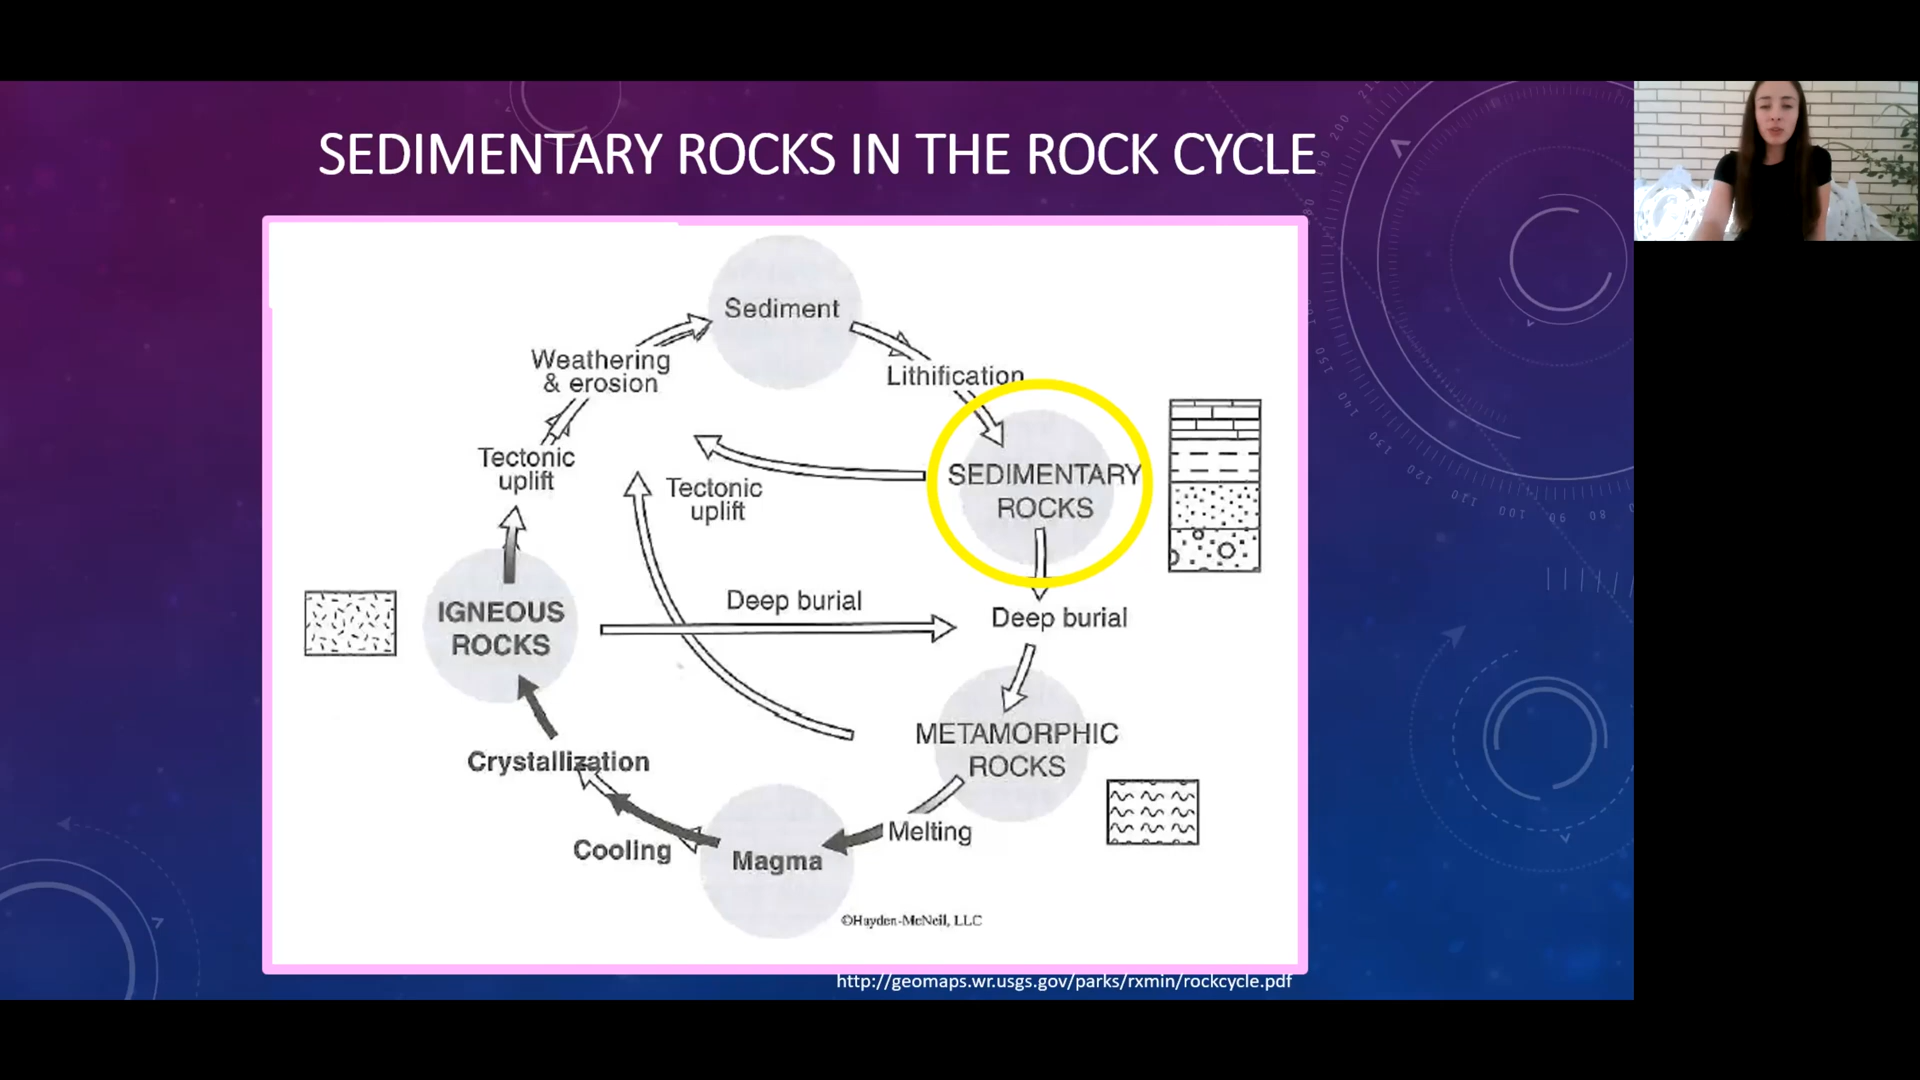 SEDIMENTARY ROCKS IN THE ROCK CYCLE
Sediment
Weathering
& erosion
Lithification
Tectonic
uplift
SEDIMENTARY
ROCKS
Tectonic
uplift
Deep burial
Deep burial
IGNEOUS
ROCKS
METAMORPHIC
ROCKS
Crystallization
Melting
Cooling
Magma
©Hayden-McNeil, LLC
http://geomaps.wr.usgs.gov/parks/rxmin/rockcycle.pdf